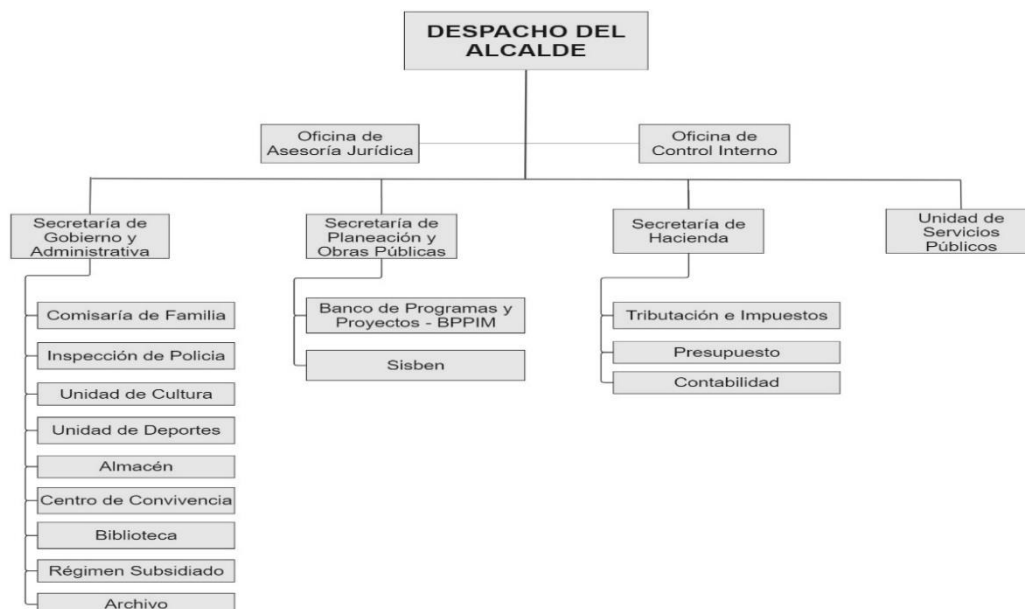 DESPACHO DEL
ALCALDE
Oficina de
Asesoría Jurídica
Oficina de
Control Interno
Secretaría de
Gobierno y
Administrativa
Secretaría de
Planeación y
Obras Públicas
Secretaría de
Hacienda
Unidad de
Servicios
Públicos
Comisaría de Familia
Inspección de Policia
Unidad de Cultura
Unidad de Deportes
Almacén
Centro de Convivencia
Biblioteca
Régimen Subsidiado
Archivo
Banco de Programas y
Proyectos - BPPIM
Sisben
Tributación e Impuestos
Presupuesto
Contabilidad